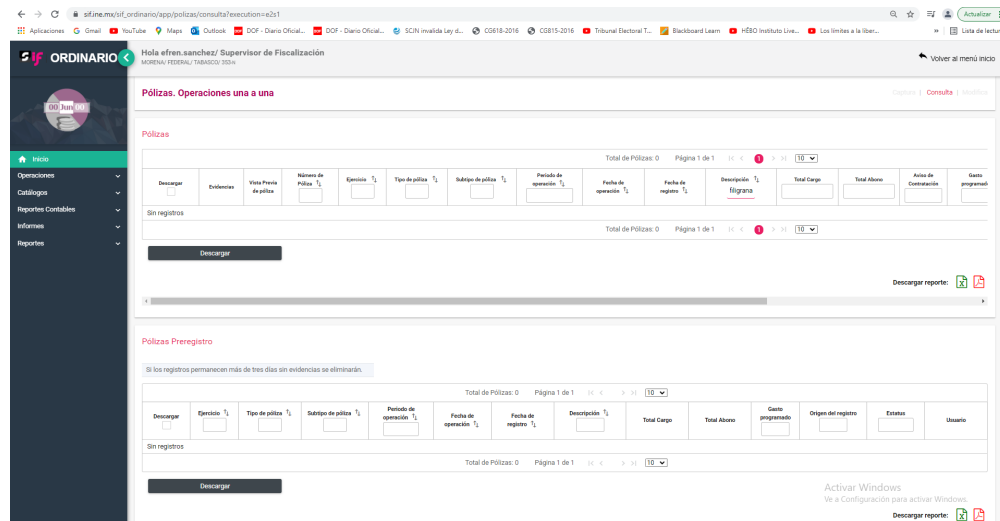 sif.ine.mx/sif_ordinario/app/polizas/consulta?execution=e2s1
Actualizar
Aplicaciones Gmail YouTube Maps Outlook DOF - Diario Oficial... DOF - Diario Oficial... SCJN invalida Ley d... CG618-2016 CG815-2016 Tribunal Electoral T... Blackboard Learn HÉBO Instituto Live... Los límites a la liber... » Lista de lectur
SIF ORDINARIO
Hola efren.sanchez/ Supervisor de Fiscalización
MORENA/ FEDERAL/ TABASCO/
Volver al menú inicio
00 Jun 00
Pólizas. Operaciones una a una
Captura | Consulta |
Inicio
Operaciones
Catálogos
Reportes Contables
Informes
Reportes
Pólizas
Total de Pólizas: 0 Página 1 de 1 1 10
Descargar Evidencias Vista Previa de póliza Número de Póliza Ejercicio Tipo de póliza Subtipo de póliza Periodo de operación Fecha de operación Fecha de registro Descripción Total Cargo Total Abono Aviso de Contratación Gasto programad
filigrana
Sin registros
Total de Pólizas: 0 Página 1 de 1 1 10
Descargar
Descargar reporte:
Pólizas Preregistro
Si los registros permanecen más de tres días sin evidencias se eliminarán.
Total de Pólizas: 0 Página 1 de 1 10
Descargar Ejercicio Tipo de póliza Subtipo de póliza Periodo de operación Fecha de operación Fecha de registro Descripción Total Cargo Total Abono Gasto programado Origen del registro Estatus Usuario
Sin registros
Total de Pólizas: 0 Página 1 de 1 10
Descargar
Activar Windows
Ve a Configuración para activar Windows.
Descargar reporte: